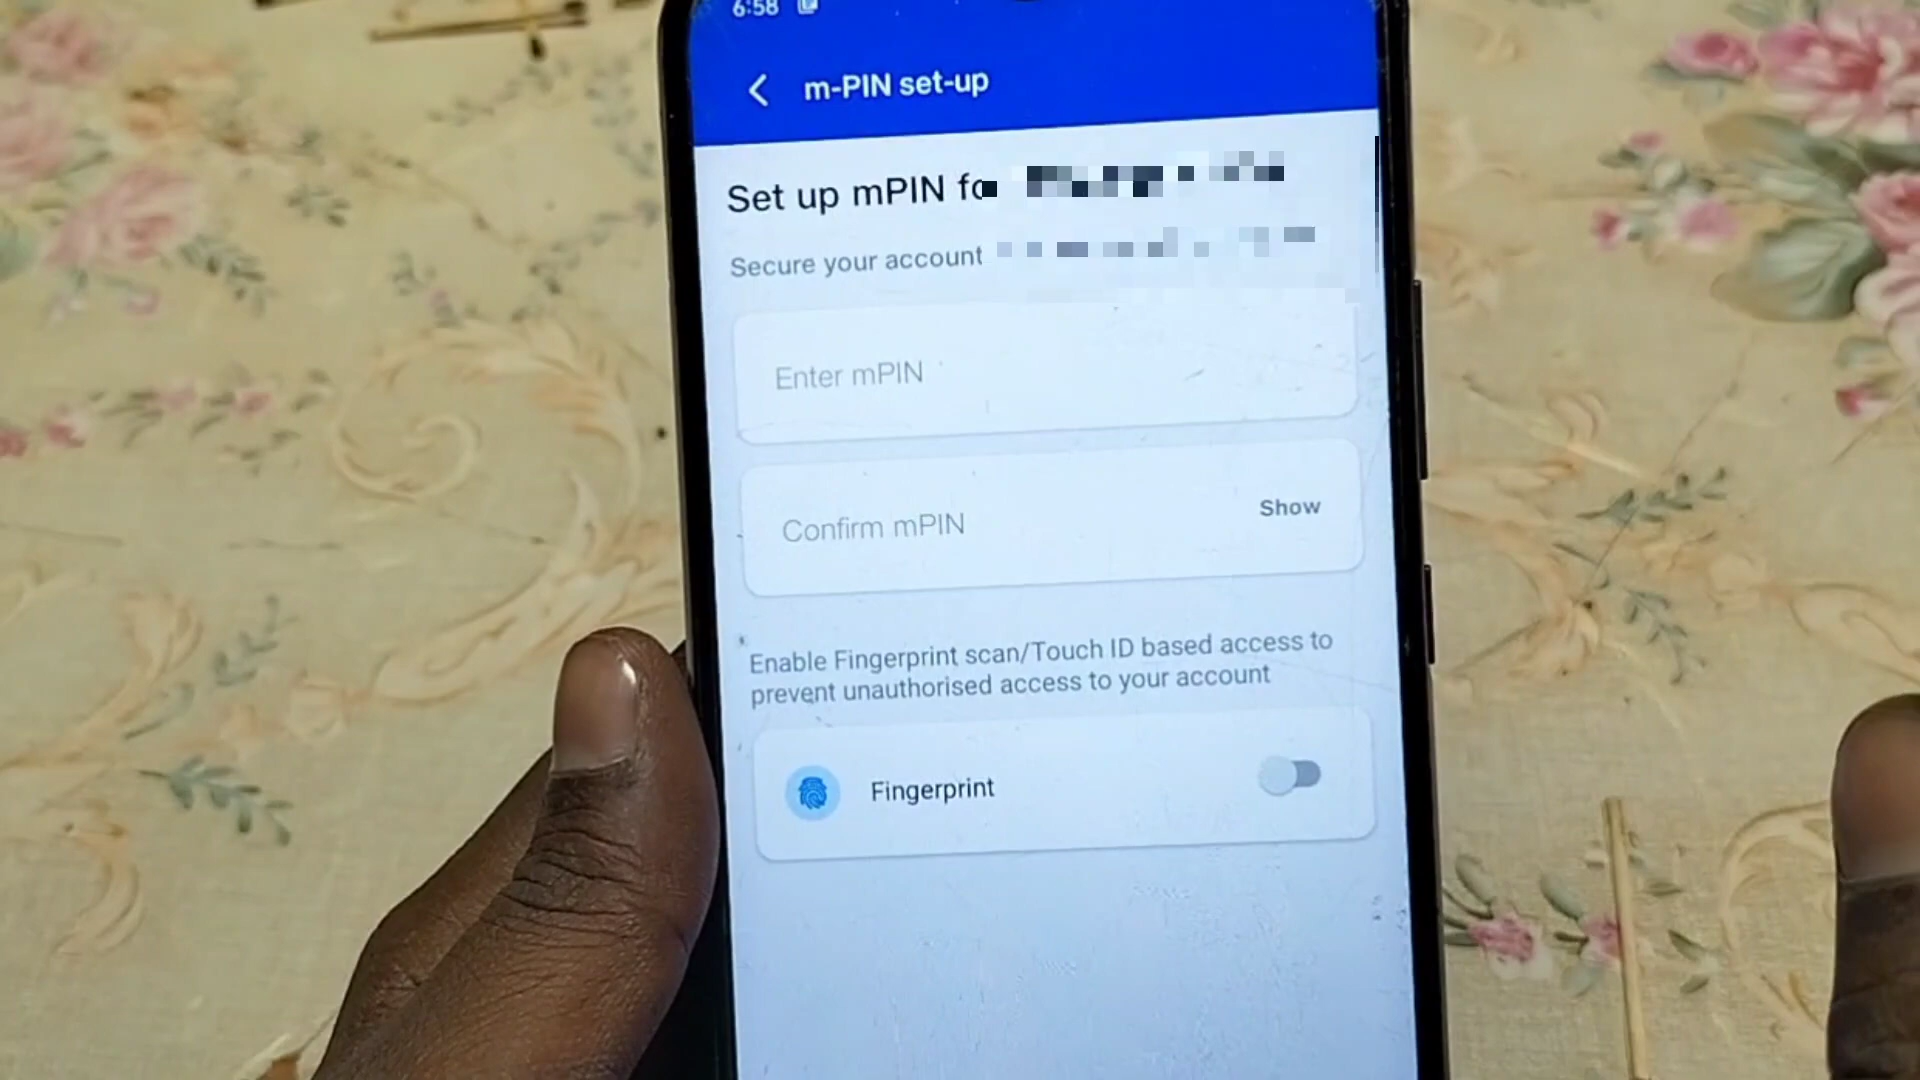 6:58
m-PIN set-up
Set up mPIN
Secure your account
Enter mPIN
Confirm mPIN
Show
Enable Fingerprint scan/Touch ID based access to
prevent unauthorised access to your account
Fingerprint